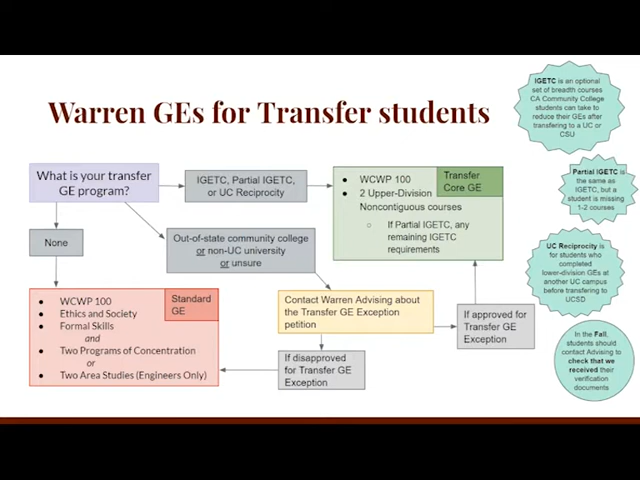 Warren GEs for Transfer students
What is your transfer
GE program?
IGETC, Partial IGETC,
or UC Reciprocity
● WCWP 100
● 2 Upper-Division
Noncontiguous courses
○ If Partial IGETC, any
remaining IGETC
requirements
Transfer
Core GE
None
Out-of-state community college
or non-UC university
or unsure
● WCWP 100
● Ethics and Society
● Formal Skills
and
● Two Programs of Concentration
or
● Two Area Studies (Engineers Only)
Standard
GE
Contact Warren Advising about
the Transfer GE Exception
petition
If approved for
Transfer GE
Exception
If disapproved
for Transfer GE
Exception
IGETC is an optional
set of breadth courses
CA Community College
students can take to
reduce their GEs after
transfering to a UC or
CSU
Partial IGETC is
the same as
IGETC, but a
student is missing
1-2 courses
UC Reciprocity is
for students who
completed
lower-division GEs at
another UC campus
before transfering to
UCSD
In the Fall,
students should
contact Advising to
check that we
received their
verification
documents